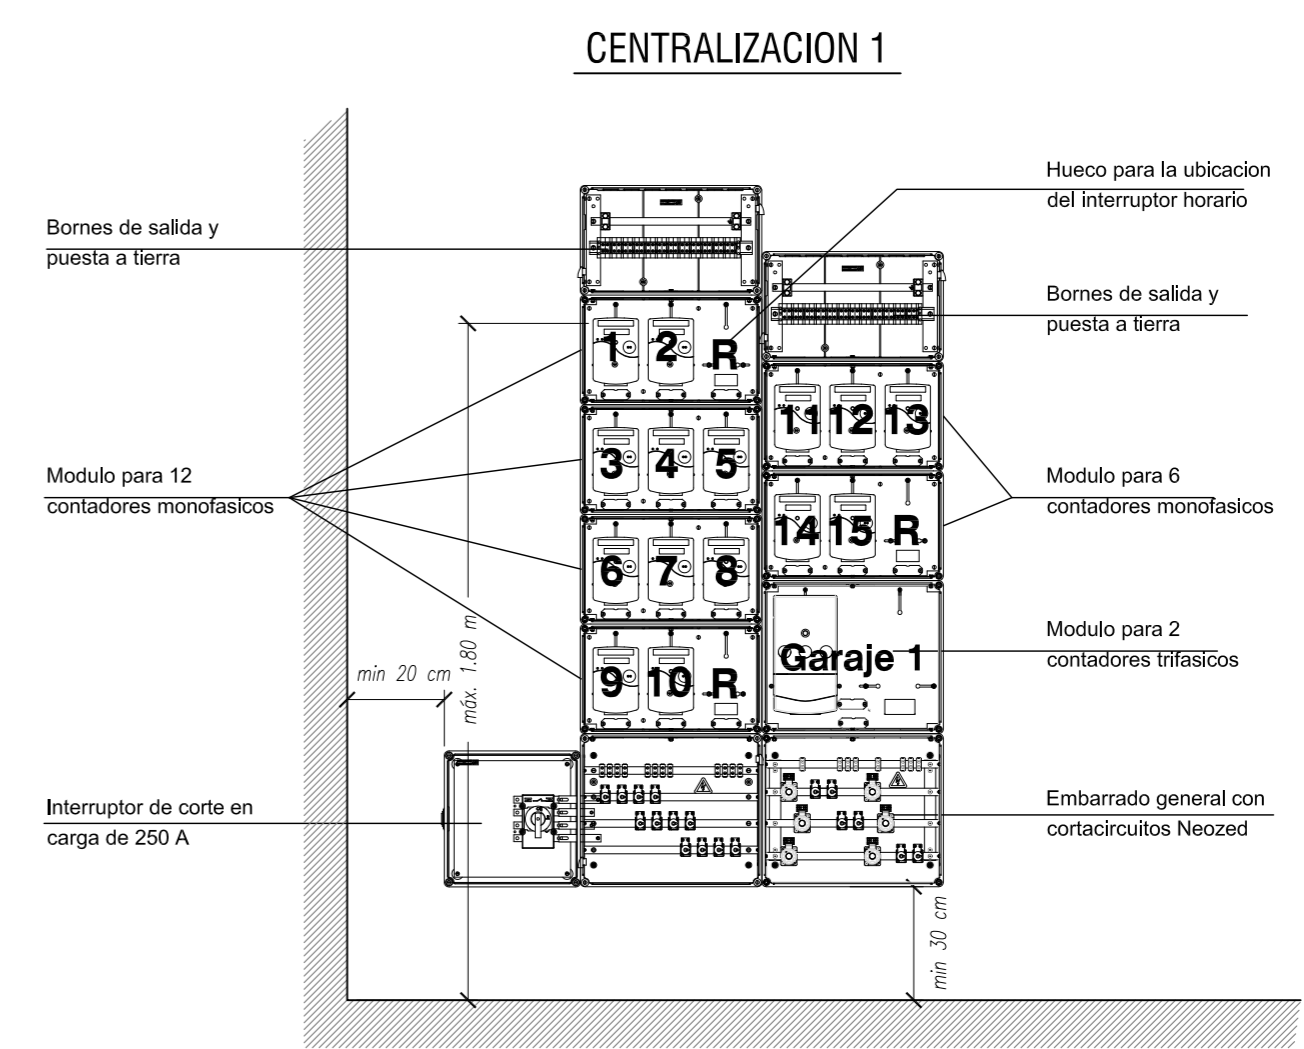 CENTRALIZACION 1
Hueco para la ubicacion
del interruptor horario
Bornes de salida y
puesta a tierra
Bornes de salida y
puesta a tierra
1 2 R
11 12 13
3 4 5
Modulo para 12
contadores monofasicos
Modulo para 6
contadores monofasicos
14 15 R
6 7 8
Modulo para 2
contadores trifasicos
Garaje 1
9 10 R
min 20 cm
máx. 1.80 m
Interruptor de corte en
carga de 250 A
Embarrado general con
cortacircuitos Neozed
min 30 cm